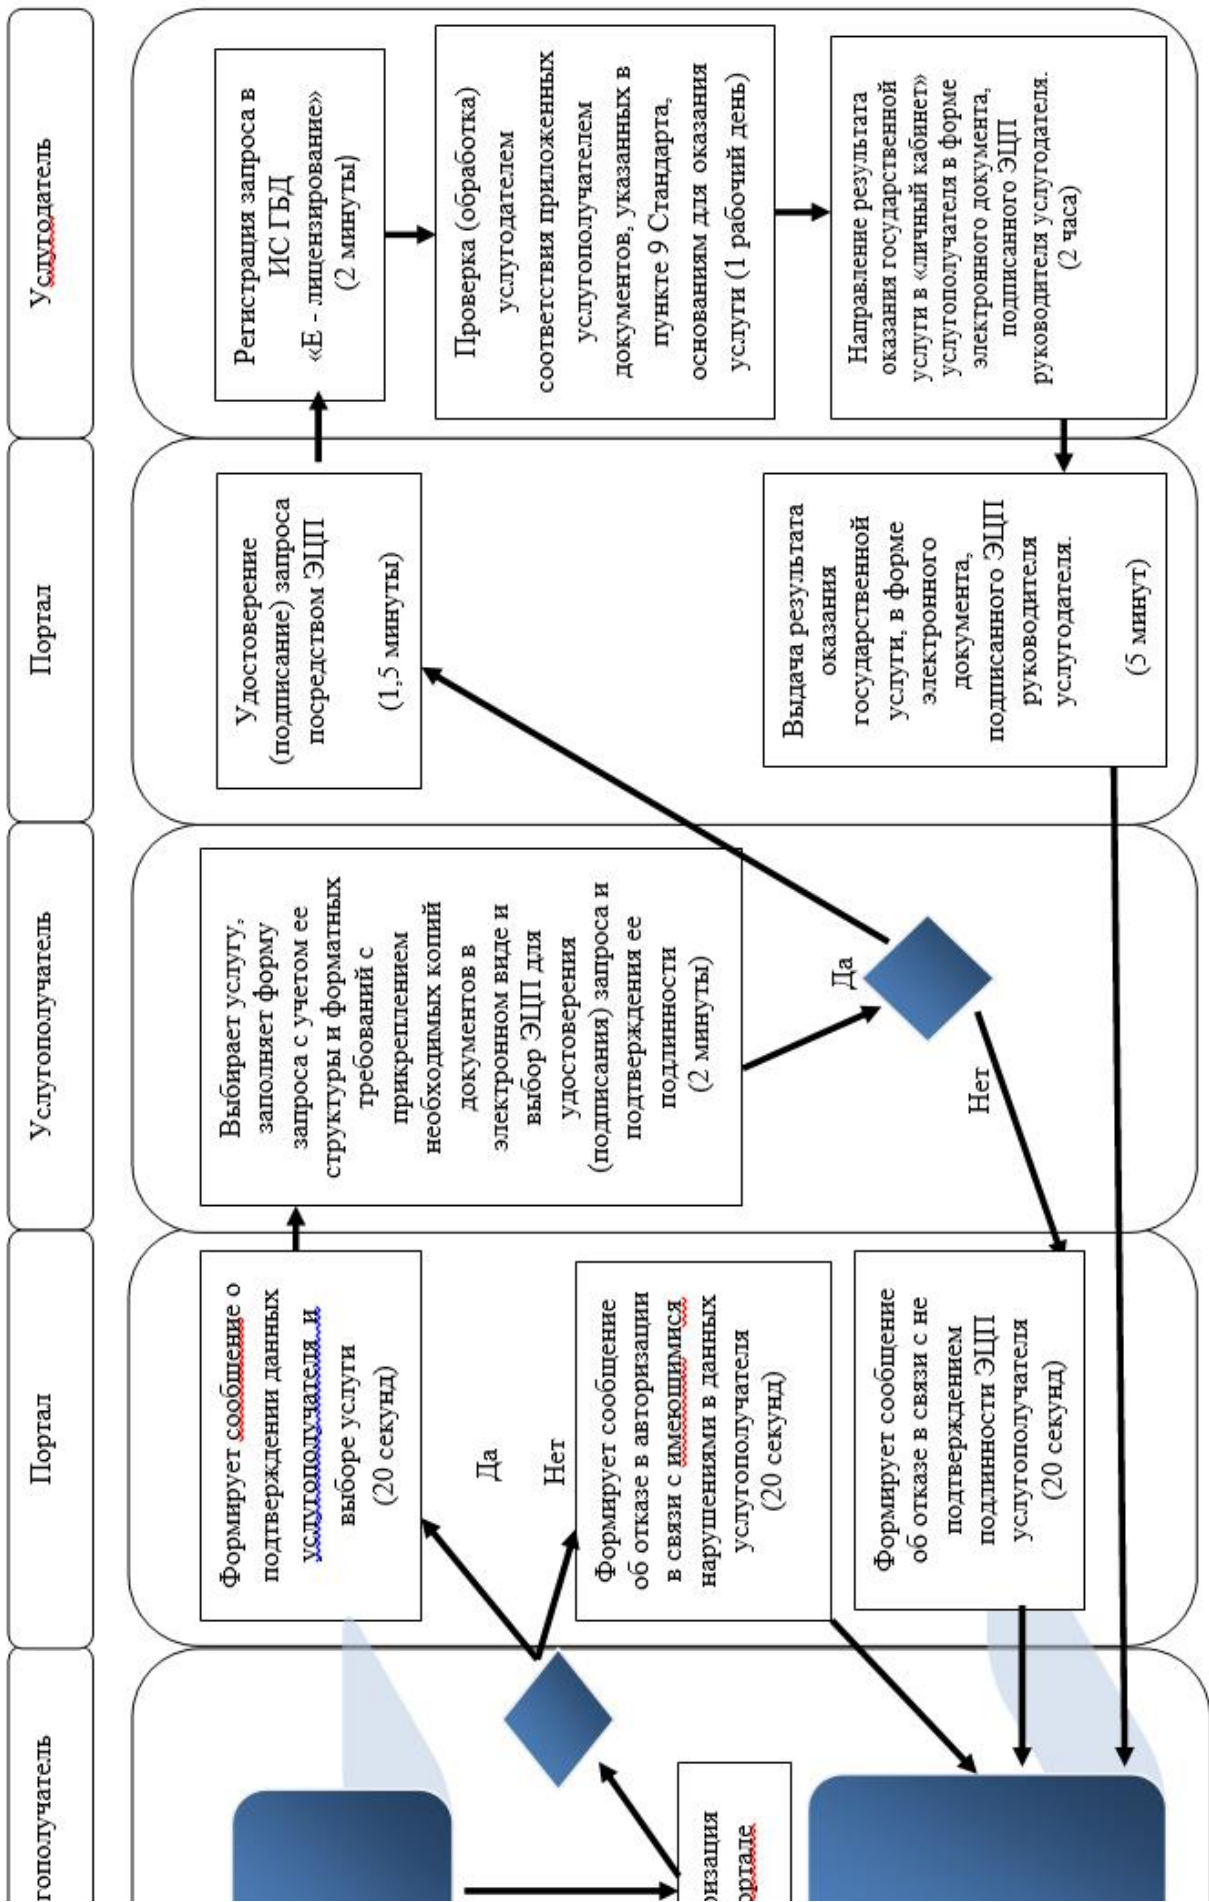 гополучатель
Портал
Услугополучатель
Портал
Услугодатель
ризация
ортале
Формирует сообщение о
подтверждении данных
услугополучателя и
выборе услуги
(20 секунд)
Да
Нет
Формирует сообщение
об отказе в авторизации
в связи с имеющимися
нарушениями в данных
услугополучателя
(20 секунд)
Формирует сообщение
об отказе в связи с не
подтверждением
подлинности ЭЦП
услугополучателя
(20 секунд)
Выбирает услугу,
заполняет форму
запроса с учетом ее
структуры и форматных
требований с
прикреплением
необходимых копий
документов в
электронном виде и
выбор ЭЦП для
удостоверения
(подписания) запроса и
подтверждения ее
подлинности
(2 минуты)
Да
Нет
Удостоверение
(подписание) запроса
посредством ЭЦП
(1,5 минуты)
Выдача результата
оказания
государственной
услуги, в форме
электронного
документа,
подписанного ЭЦП
руководителя
услугодателя.
(5 минут)
Регистрация запроса в
ИС ГБД
«Е - лицензирование»
(2 минуты)
Проверка (обработка)
услугодателем
соответствия приложенных
услугополучателем
документов, указанных в
пункте 9 Стандарта,
основаниям для оказания
услуги (1 рабочий день)
Направление результата
оказания государственной
услуги в «личный кабинет»
услугополучателя в форме
электронного документа,
подписанного ЭЦП
руководителя услугодателя.
(2 часа)